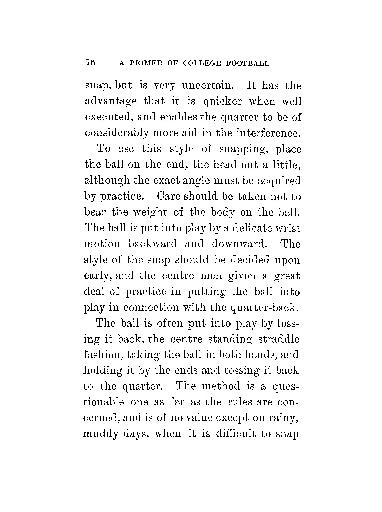 76 A PRIMER OF COLLEGE FOOTBALL
snap, but is very uncertain. It has the
advantage that it is quicker when well
executed, and enables the quarter to be of
considerably more aid in the interference.
To use this style of snapping, place
the ball on the end, the head out a little,
although the exact angle must be acquired
by practice. Care should be taken not to
bear the weight of the body on the ball.
The ball is put into play by a delicate wrist
motion backward and downward. The
style of the snap should be decided upon
early, and the centre man given a great
deal of practice in putting the ball into
play in connection with the quarter-back.
The ball is often put into play by toss-
ing it back, the centre standing straddle
fashion, taking the ball in both hands, and
holding it by the ends and tossing it back
to the quarter. The method is a ques-
tionable one as far as the rules are con-
cerned, and is of no value except on rainy,
muddy days, when it is difficult to snap